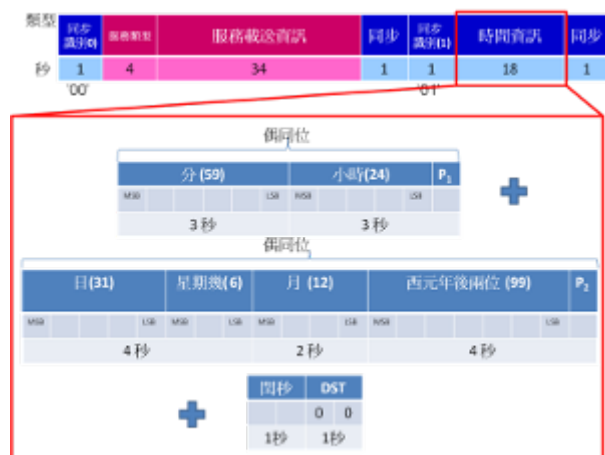 類型 同步識別(0) 服務類型 服務載送資訊 同步 同步識別(1) 時間資訊 同步
秒 1 4 34 1 1 18 1
'00' '01'
偶同位
分 (59) 小時(24) P₁
MSB LSB MSB LSB
3 秒 3 秒
偶同位
日(31) 星期幾(6) 月 (12) 西元年後兩位 (99) P₂
MSB LSB MSB LSB MSB LSB MSB LSB
4 秒 2 秒 4 秒
閏秒 DST
0 0
1秒 1秒